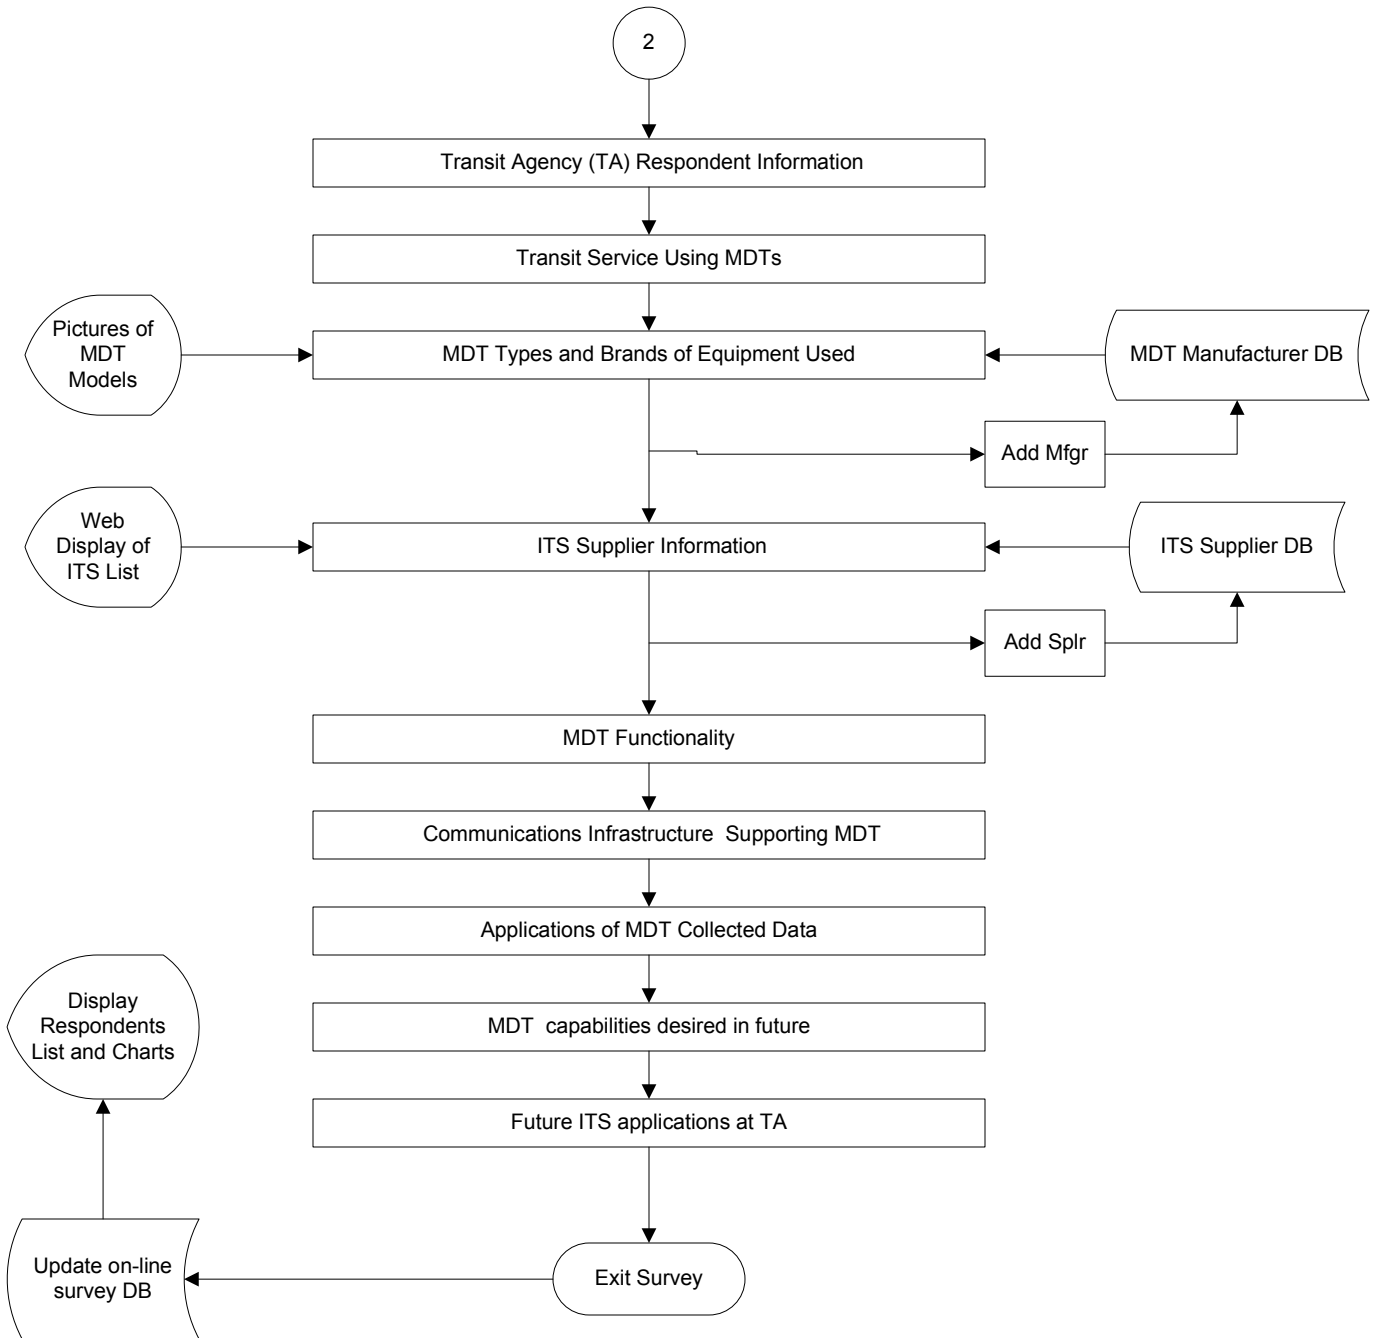 2
Transit Agency (TA) Respondent Information
Transit Service Using MDTs
Pictures of
MDT
Models
MDT Types and Brands of Equipment Used
MDT Manufacturer DB
Add Mfgr
Web
Display of
ITS List
ITS Supplier Information
ITS Supplier DB
Add Splr
MDT Functionality
Communications Infrastructure  Supporting MDT
Applications of MDT Collected Data
Display
Respondents
List and Charts
MDT  capabilities desired in future
Future ITS applications at TA
Update on-line
survey DB
Exit Survey